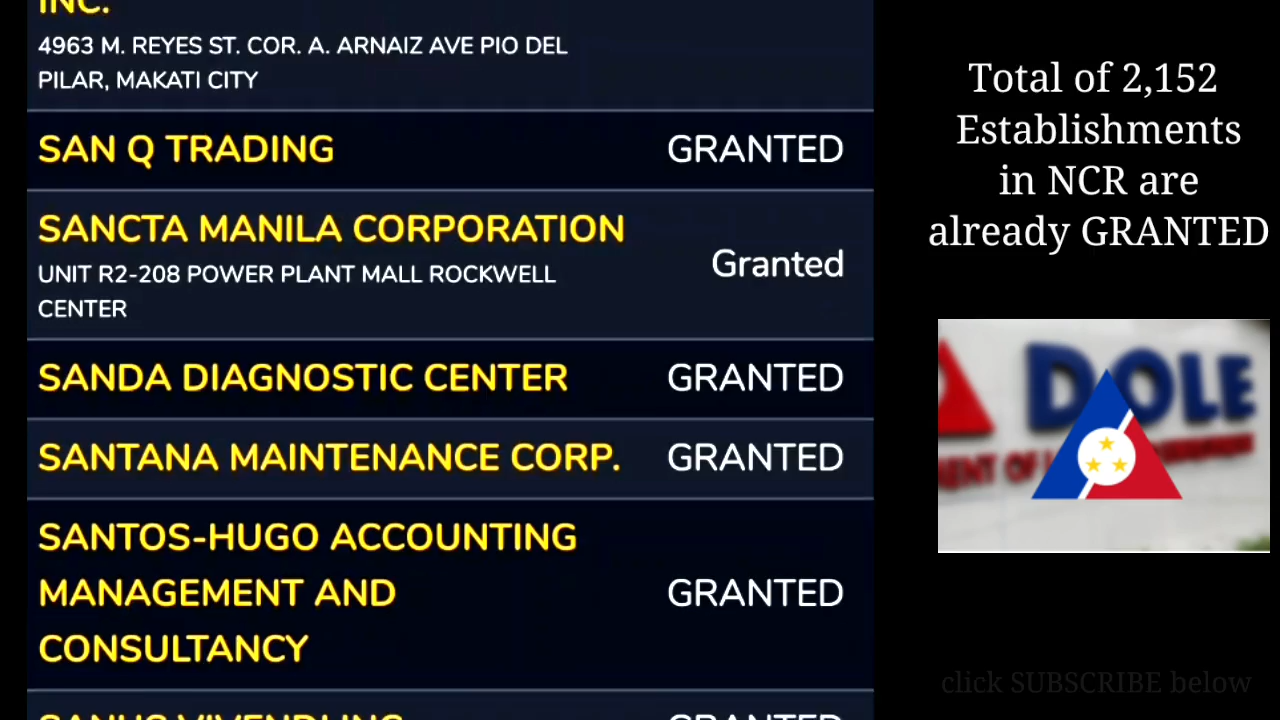 INC.
4963 M. REYES ST. COR. A. ARNAIZ AVE PIO DEL
PILAR, MAKATI CITY
SAN Q TRADING GRANTED
SANCTA MANILA CORPORATION
Granted
UNIT R2-208 POWER PLANT MALL ROCKWELL
CENTER
SANDA DIAGNOSTIC CENTER GRANTED
SANTANA MAINTENANCE CORP. GRANTED
SANTOS-HUGO ACCOUNTING
MANAGEMENT AND GRANTED
CONSULTANCY
GRANTED
Total of 2,152
Establishments
in NCR are
already GRANTED
DOLE
click SUBSCRIBE below